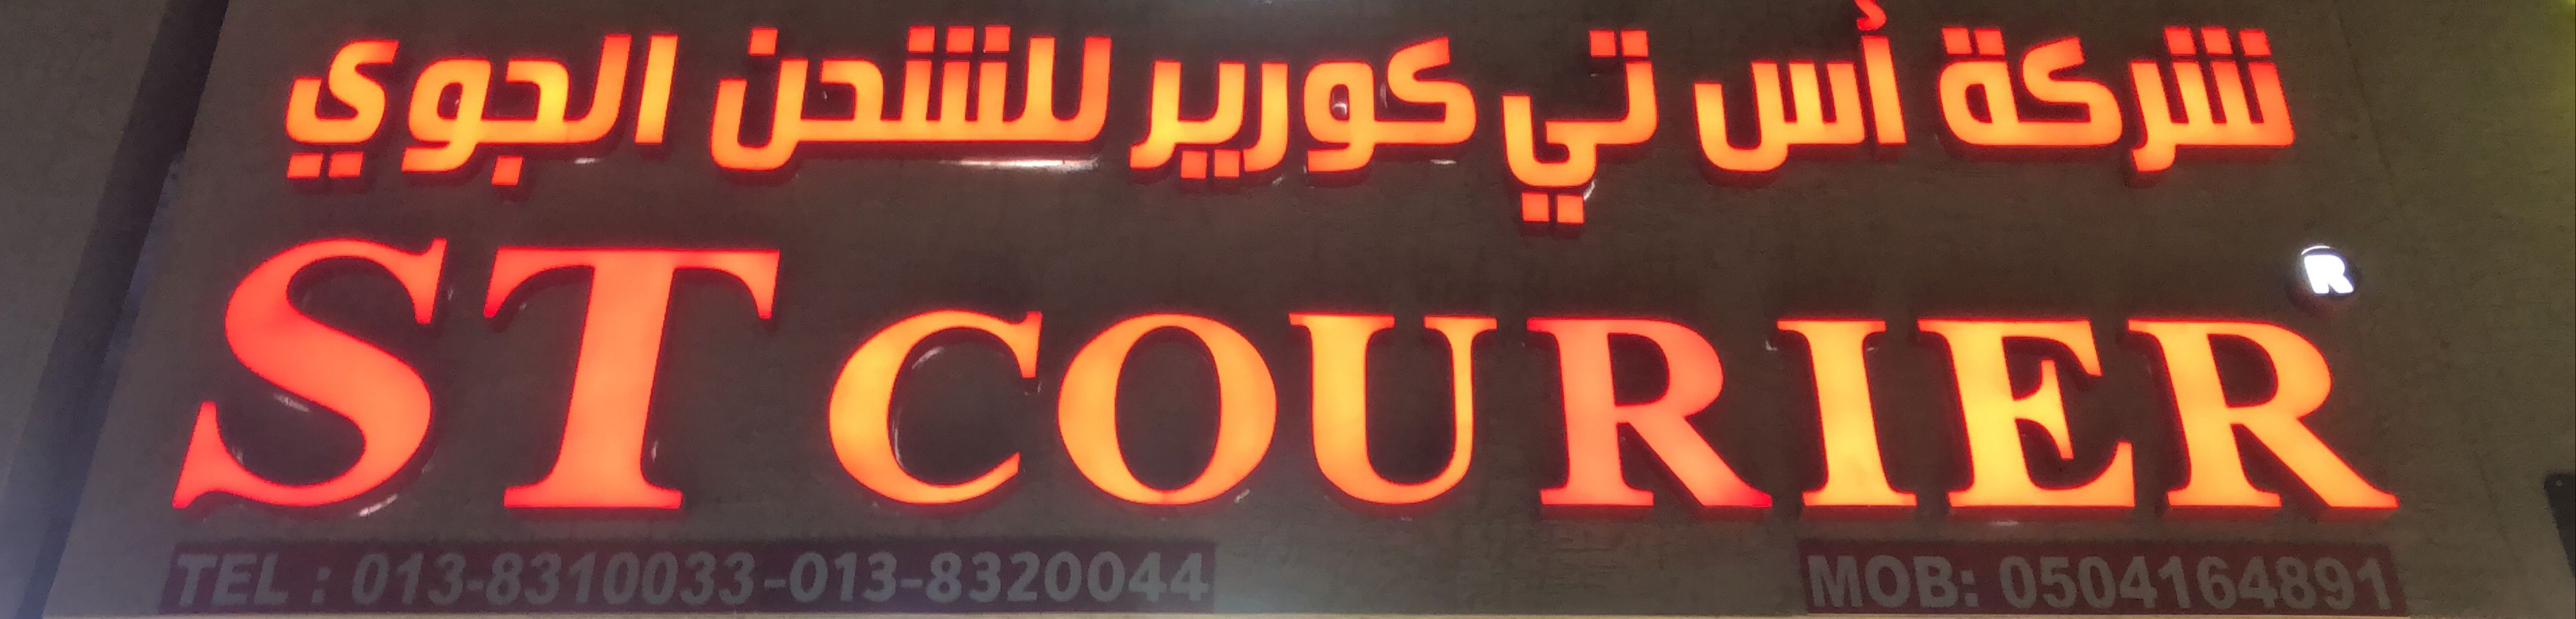 شركة أس تي كورير للشحن الجوي
ST COURIER ®
TEL : 013-8310033-013-8320044
MOB: 0504164891